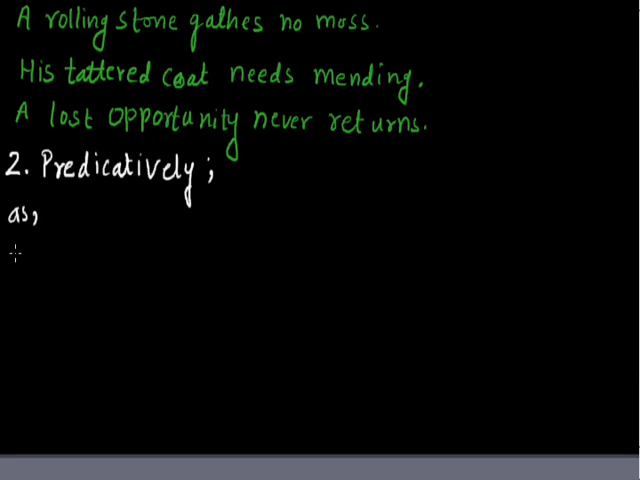 A rolling stone gathes no moss.
His tattered coat needs mending.
A lost opportunity never returns.
2. Predicatively ;
as,